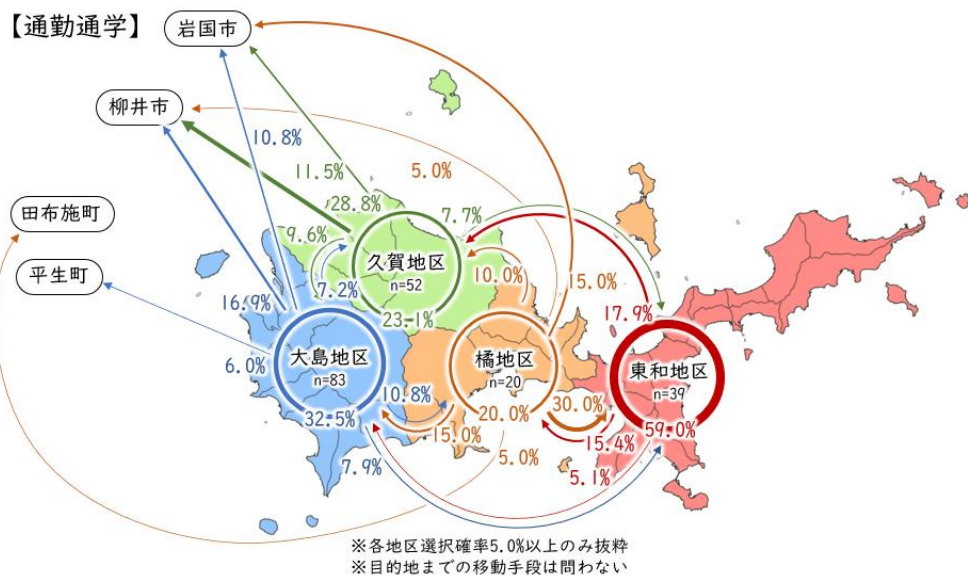 【通勤通学】
岩国市
柳井市
10.8%
11.5%
5.0%
28.8%
田布施町
9.6%
7.7%
久賀地区
n=52
平生町
7.2%
10.0%
15.0%
16.9%
23.1%
17.9%
大島地区
n=83
橘地区
n=20
東和地区
n=39
6.0%
10.8%
32.5%
20.0%
30.0%
59.0%
15.0%
15.4%
7.9%
5.0%
5.1%
※各地区選択確率5.0%以上のみ抜粋
※目的地までの移動手段は問わない